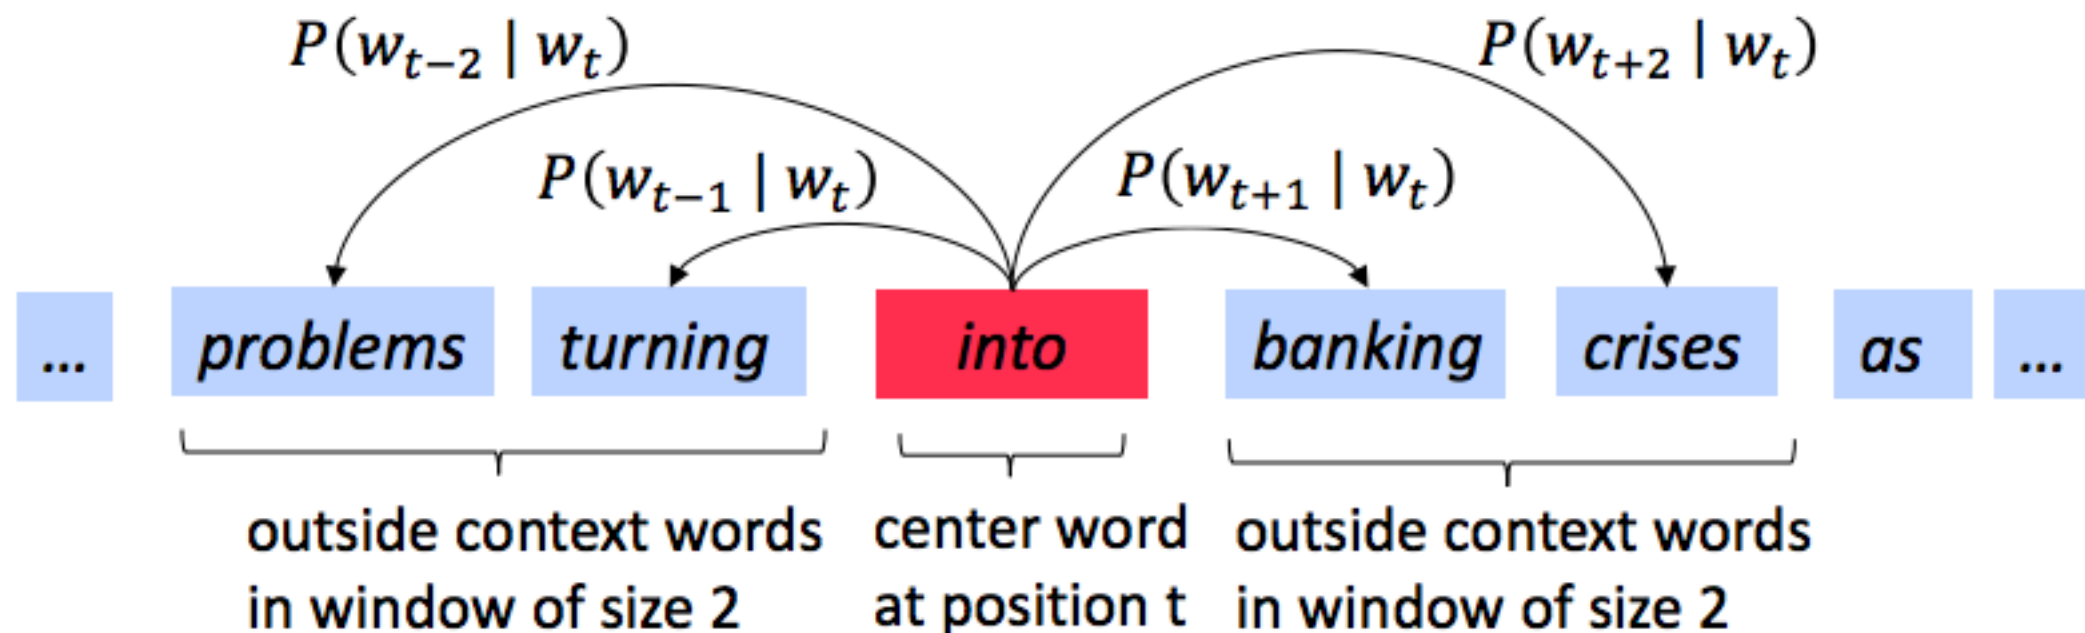 P(w_{t-2} | w_t) P(w_{t+2} | w_t)
P(w_{t-1} | w_t) P(w_{t+1} | w_t)
... problems turning into banking crises as ...
outside context words center word outside context words
in window of size 2 at position t in window of size 2